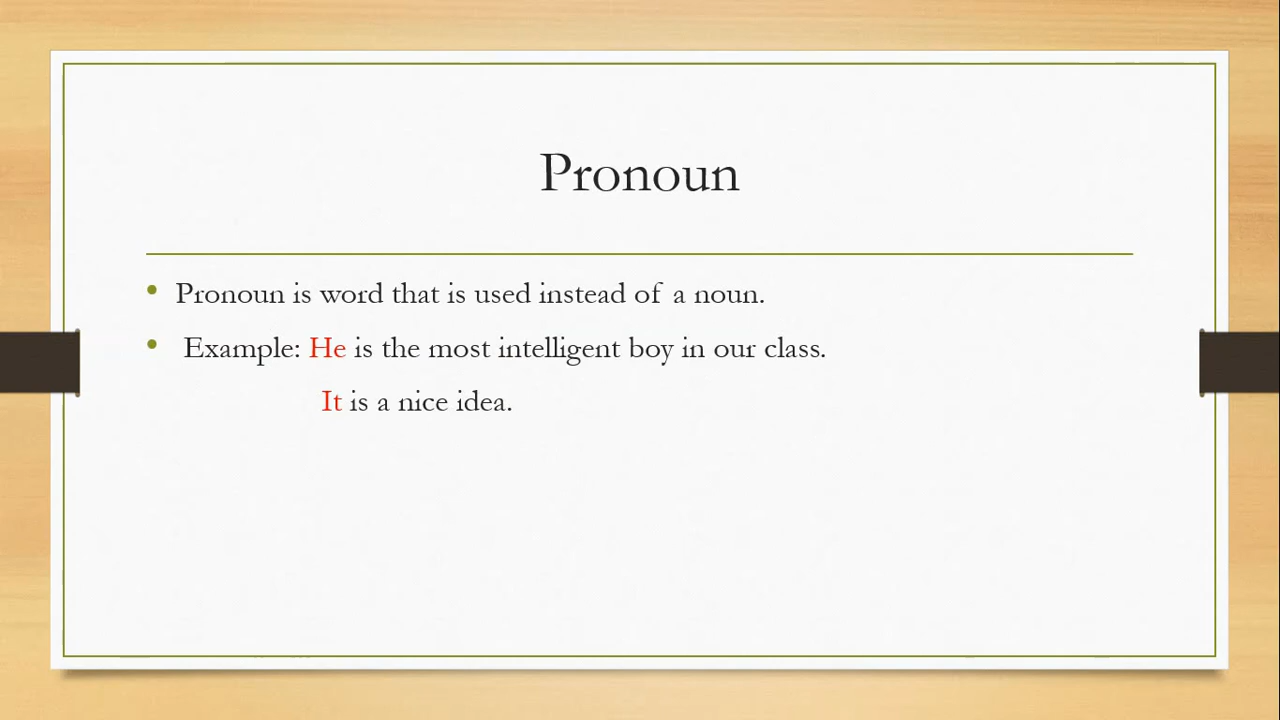 Pronoun
• Pronoun is word that is used instead of a noun.
• Example: He is the most intelligent boy in our class.
It is a nice idea.